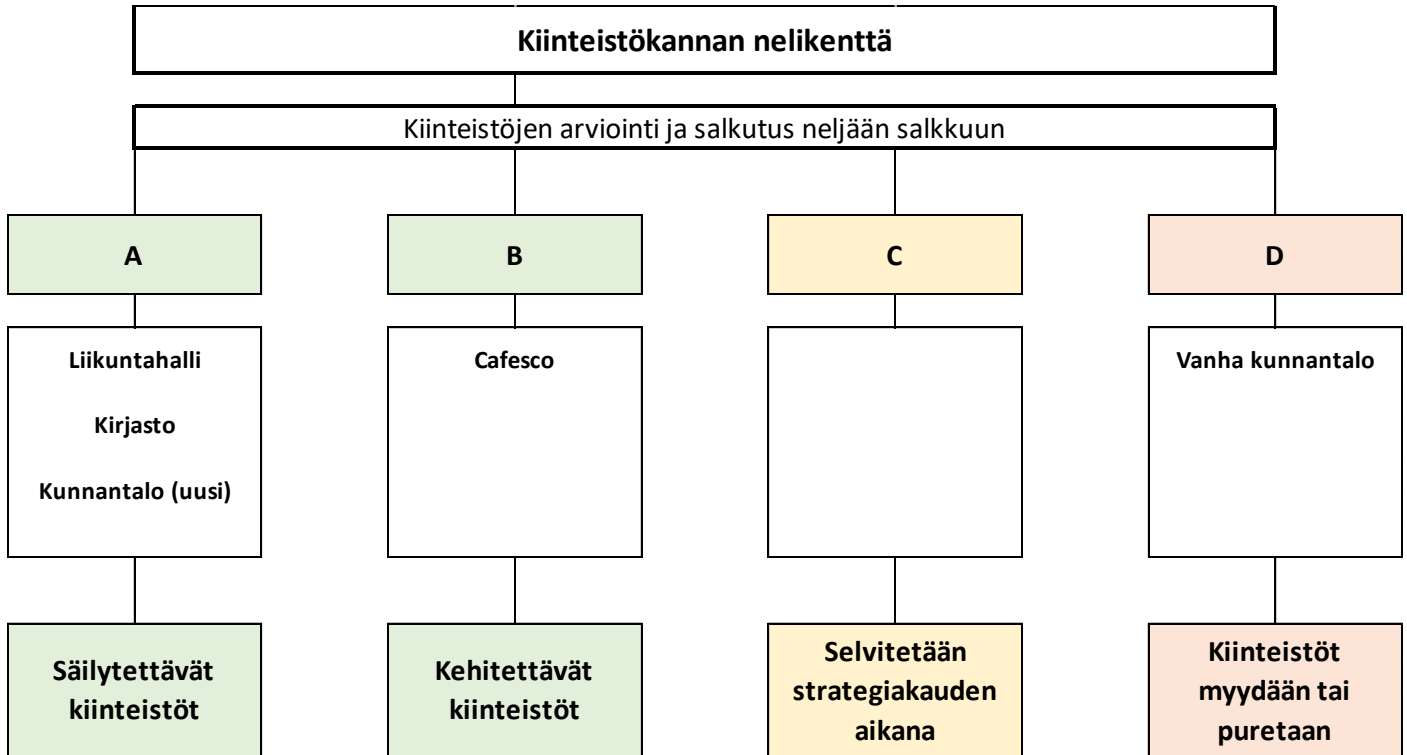 Kiinteistökannan nelikenttä
Kiinteistöjen arviointi ja salkutus neljään salkkuun
A
B
C
D
Liikuntahalli
Kirjasto
Kunnantalo (uusi)
Cafesco
Vanha kunnantalo
Säilytettävät
kiinteistöt
Kehitettävät
kiinteistöt
Selvitetään
strategiakauden
aikana
Kiinteistöt
myydään tai
puretaan